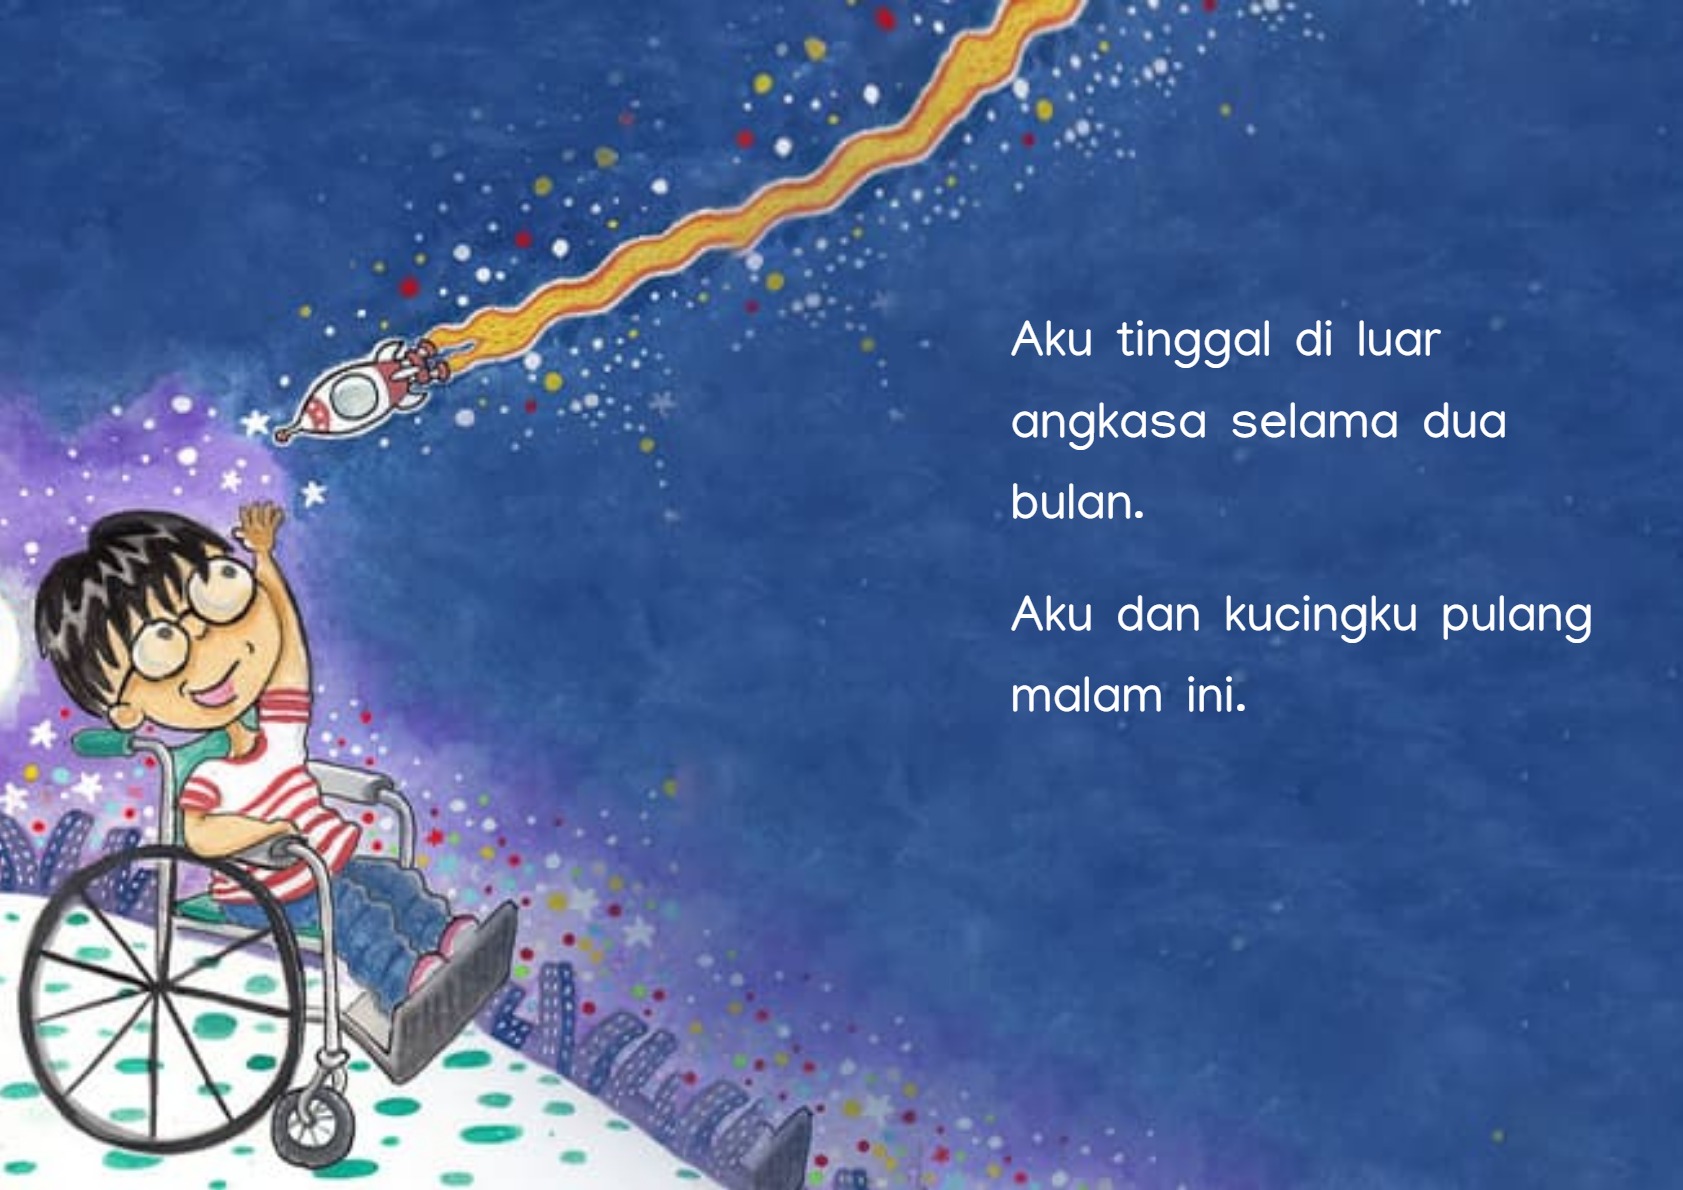 Aku tinggal di luar
angkasa selama dua
bulan.
Aku dan kucingku pulang
malam ini.